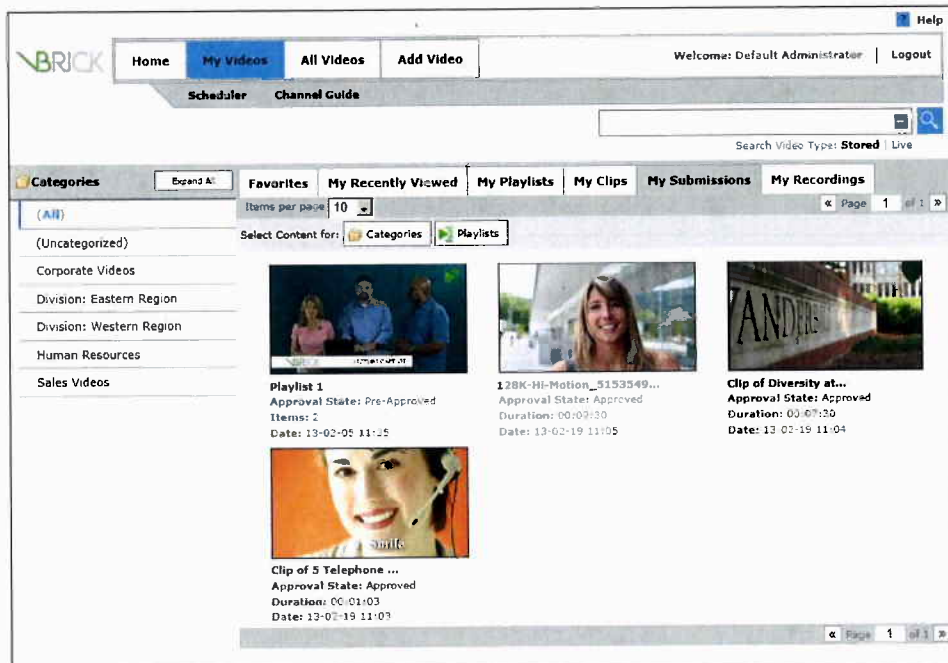 Help
VBRICK
Home My Videos All Videos Add Video
Welcome: Default Administrator | Logout
Scheduler Channel Guide
Search Video Type: Stored | Live
Categories Expand All
Favorites My Recently Viewed My Playlists My Clips My Submissions My Recordings
Items per page 10
« Page 1 of 1 »
Select Content for: Categories Playlists
(All)
(Uncategorized)
Corporate Videos
Division: Eastern Region
Division: Western Region
Human Resources
Sales Videos
VBRICK
VANDERB
Playlist 1
Approval State: Pre-Approved
Items: 2
Date: 13-02-05 11:35
128K-Hi-Motion_5153549...
Approval State: Approved
Duration: 00:09:30
Date: 13-02-19 11:05
Clip of Diversity at...
Approval State: Approved
Duration: 00:07:30
Date: 13-02-19 11:04
Smile
Clip of 5 Telephone ...
Approval State: Approved
Duration: 00:01:03
Date: 13-02-19 11:03
« Page 1 of 1 »